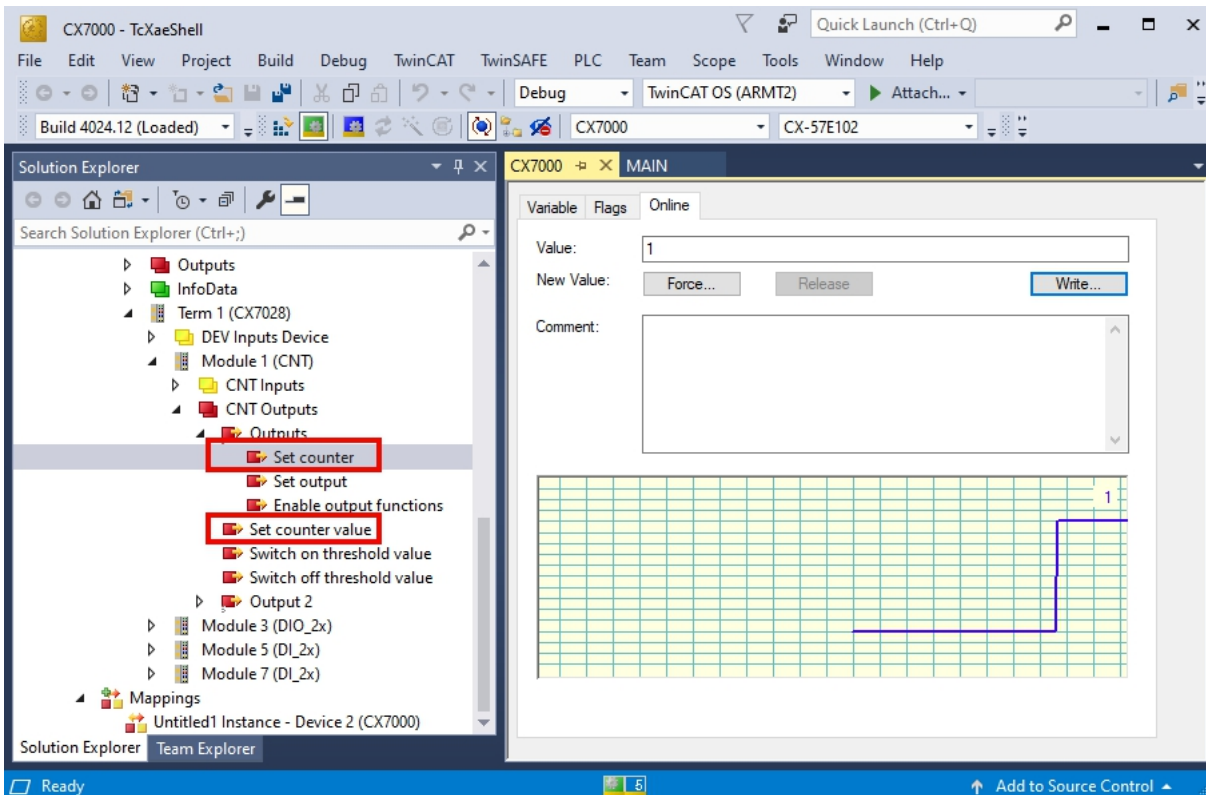 CX7000 - TcXaeShell
Quick Launch (Ctrl+Q)
File Edit View Project Build Debug TwinCAT TwinSAFE PLC Team Scope Tools Window Help
Debug TwinCAT OS (ARMT2) Attach...
Build 4024.12 (Loaded) CX7000 CX-57E102
Solution Explorer
Search Solution Explorer (Ctrl+;)
Outputs
InfoData
Term 1 (CX7028)
DEV Inputs Device
Module 1 (CNT)
CNT Inputs
CNT Outputs
Outputs
Set counter
Set output
Enable output functions
Set counter value
Switch on threshold value
Switch off threshold value
Output 2
Module 3 (DIO_2x)
Module 5 (DI_2x)
Module 7 (DI_2x)
Mappings
Untitled1 Instance - Device 2 (CX7000)
Solution Explorer Team Explorer
CX7000 MAIN
Variable Flags Online
Value: 1
New Value: Force... Release Write...
Comment:
1
Ready 5 Add to Source Control